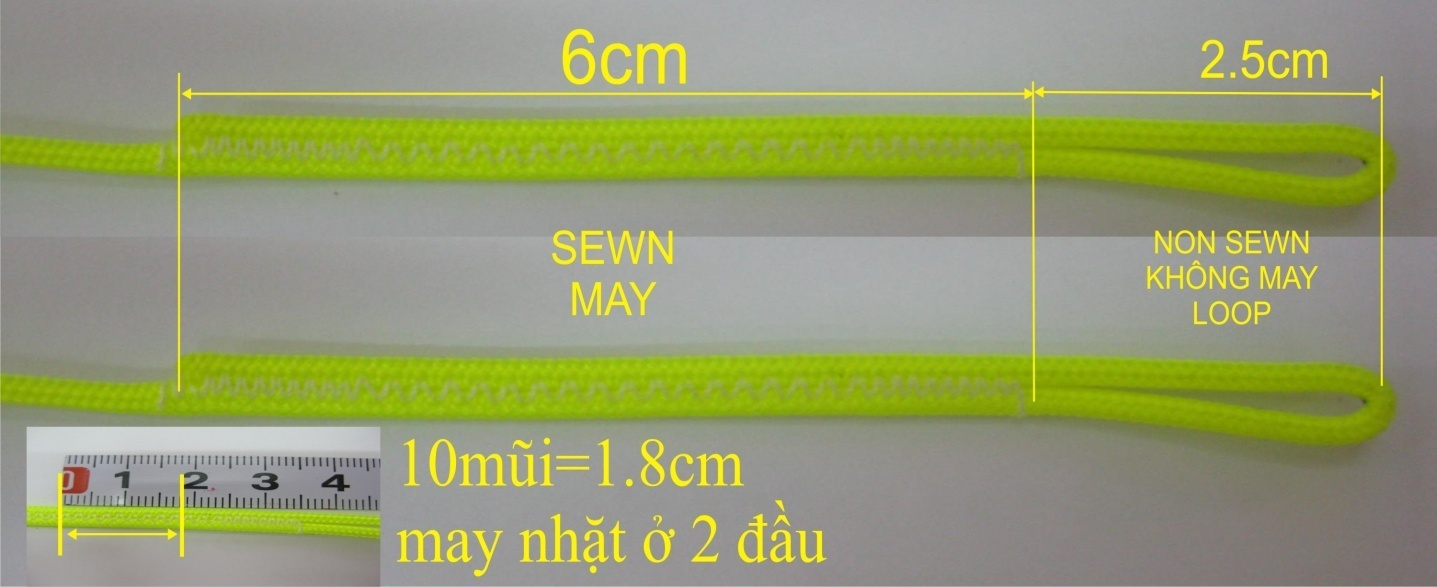 6cm
2.5cm
SEWN
MAY
NON SEWN
KHÔNG MAY
LOOP
0 1 2 3 4
10mũi=1.8cm
may nhặt ở 2 đầu